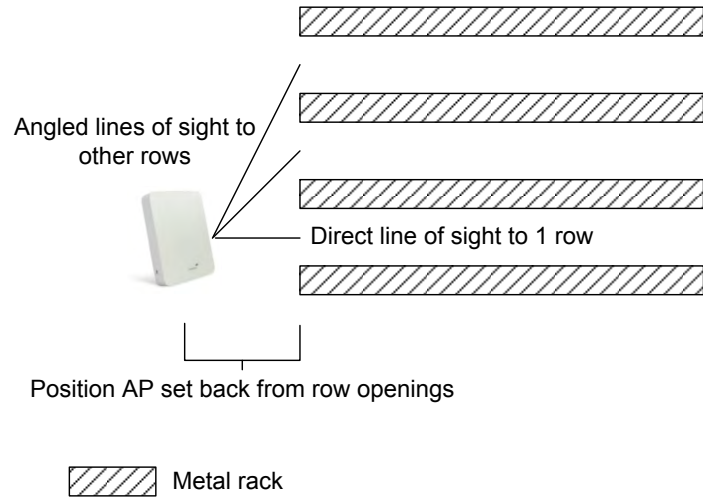 Angled lines of sight to
other rows
Direct line of sight to 1 row
Position AP set back from row openings
Metal rack